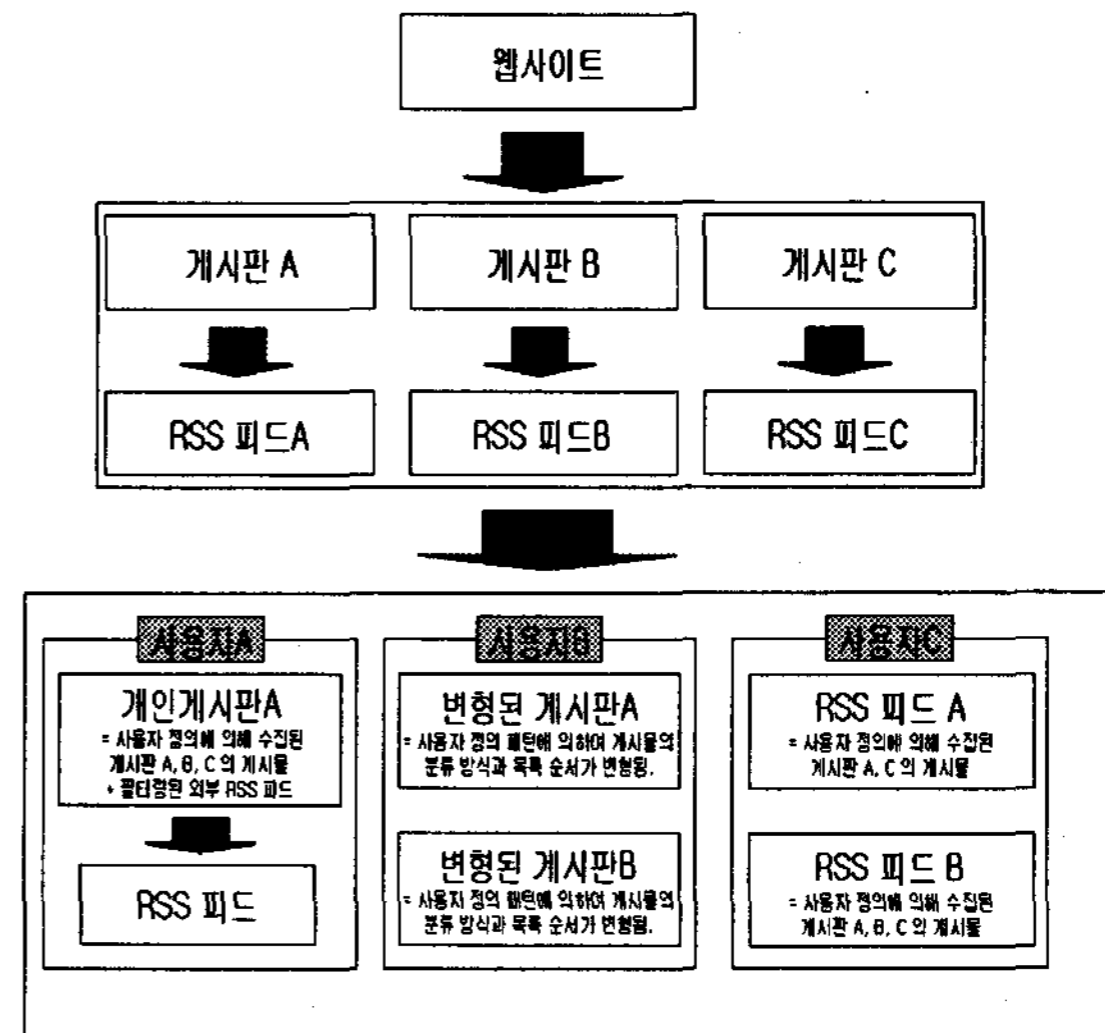 웹사이트
게시판 A
게시판 B
게시판 C
RSS 피드A
RSS 피드B
RSS 피드C
사용자A
개인게시판A
= 사용자 정의에 의해 수집된
게시판 A, B, C 의 게시물
+ 필터링된 외부 RSS 피드
RSS 피드
사용자B
변형된 게시판A
= 사용자 정의 패턴에 의하여 게시물의
분류 방식과 목록 순서가 변형됨.
변형된 게시판B
= 사용자 정의 패턴에 의하여 게시물의
분류 방식과 목록 순서가 변형됨.
사용자C
RSS 피드 A
= 사용자 정의에 의해 수집된
게시판 A, C 의 게시물
RSS 피드 B
= 사용자 정의에 의해 수집된
게시판 A, B, C 의 게시물